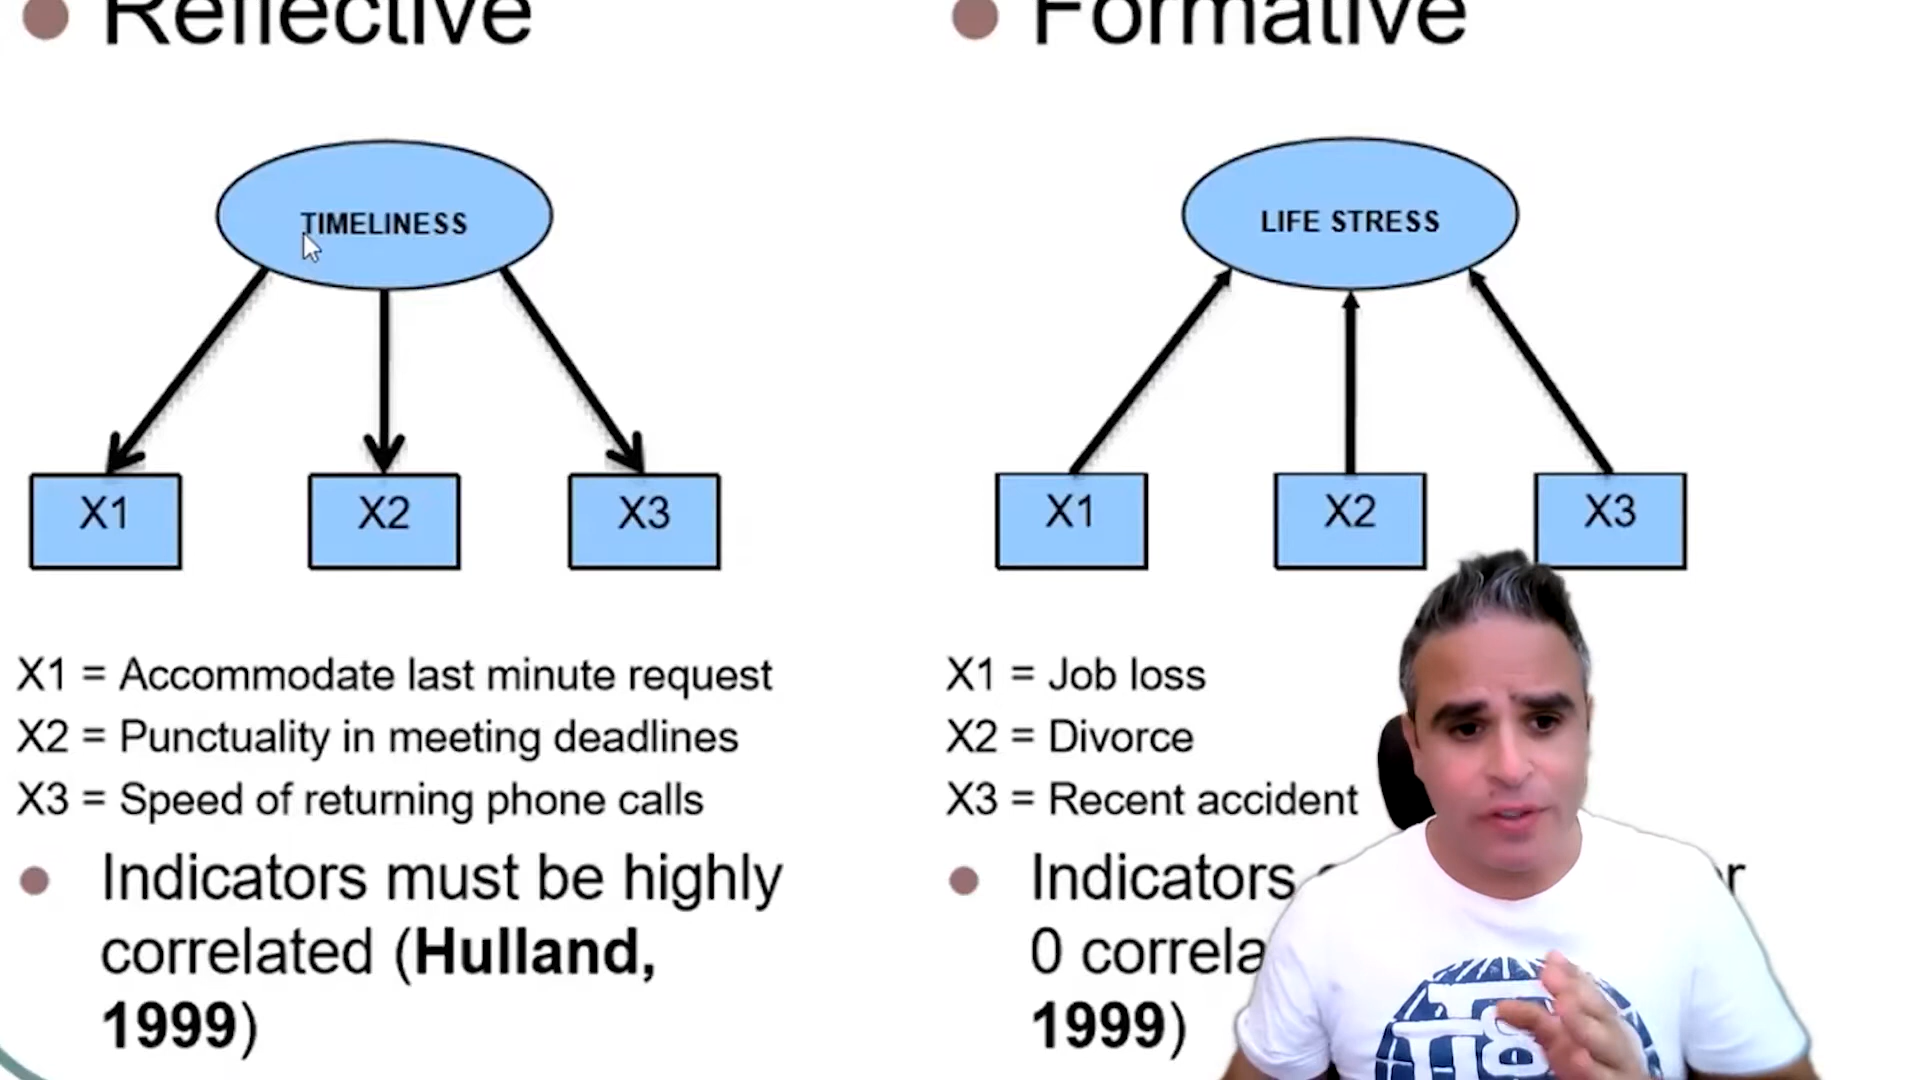 Reflective
TIMELINESS
X1 X2 X3
X1 = Accommodate last minute request
X2 = Punctuality in meeting deadlines
X3 = Speed of returning phone calls
Indicators must be highly
correlated (Hulland,
1999)
Formative
LIFE STRESS
X1 X2 X3
X1 = Job loss
X2 = Divorce
X3 = Recent accident
Indicators
0
1999)